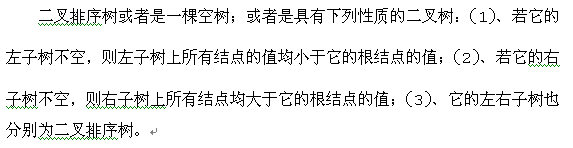 二叉排序树或者是一棵空树；或者是具有下列性质的二叉树：（1）、若它的
左子树不空，则左子树上所有结点的值均小于它的根结点的值；（2）、若它的右
子树不空，则右子树上所有结点均大于它的根结点的值；（3）、它的左右子树也
分别为二叉排序树。